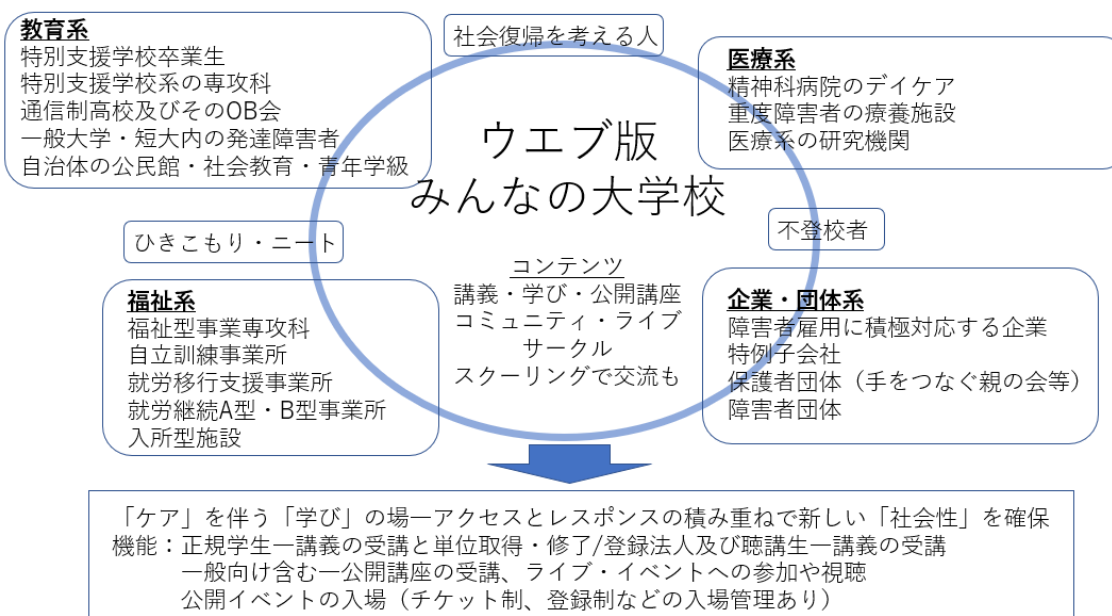 教育系
特別支援学校卒業生
特別支援学校系の専攻科
通信制高校及びそのOB会
一般大学・短大内の発達障害者
自治体の公民館・社会教育・青年学級
社会復帰を考える人
医療系
精神科病院のデイケア
重度障害者の療養施設
医療系の研究機関
ウエブ版
みんなの大学校
ひきこもり・ニート
不登校者
コンテンツ
講義・学び・公開講座
コミュニティ・ライブ
サークル
スクーリングで交流も
福祉系
福祉型事業専攻科
自立訓練事業所
就労移行支援事業所
就労継続A型・B型事業所
入所型施設
企業・団体系
障害者雇用に積極対応する企業
特例子会社
保護者団体（手をつなぐ親の会等）
障害者団体
「ケア」を伴う「学び」の場―アクセスとレスポンスの積み重ねで新しい「社会性」を確保
機能：正規学生―講義の受講と単位取得・修了/登録法人及び聴講生―講義の受講
一般向け含む―公開講座の受講、ライブ・イベントへの参加や視聴
公開イベントの入場（チケット制、登録制などの入場管理あり）